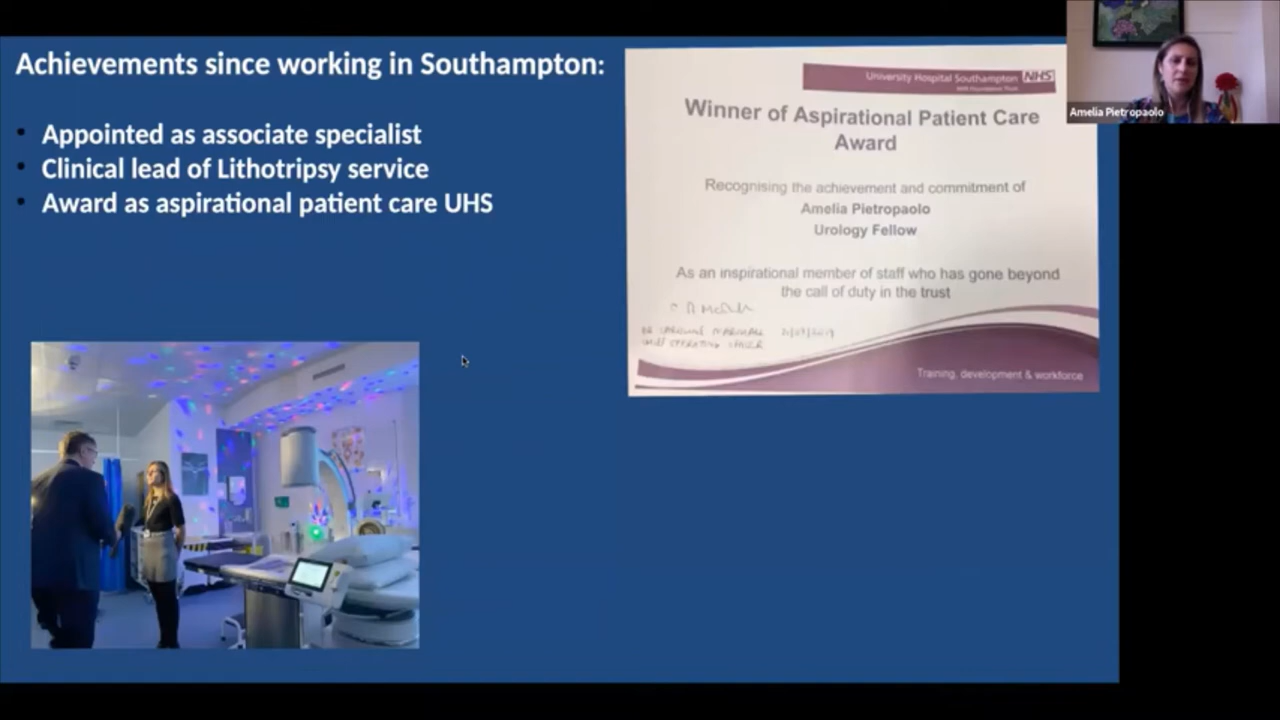 Achievements since working in Southampton:
Appointed as associate specialist
Clinical lead of Lithotripsy service
Award as aspirational patient care UHS
University Hospital Southampton NHS
NHS Foundation Trust
Winner of Aspirational Patient Care
Award
Recognising the achievement and commitment of
Amelia Pietropaolo
Urology Fellow
As an inspirational member of staff who has gone beyond
the call of duty in the trust
Training, development & workforce
Amelia Pietropaolo